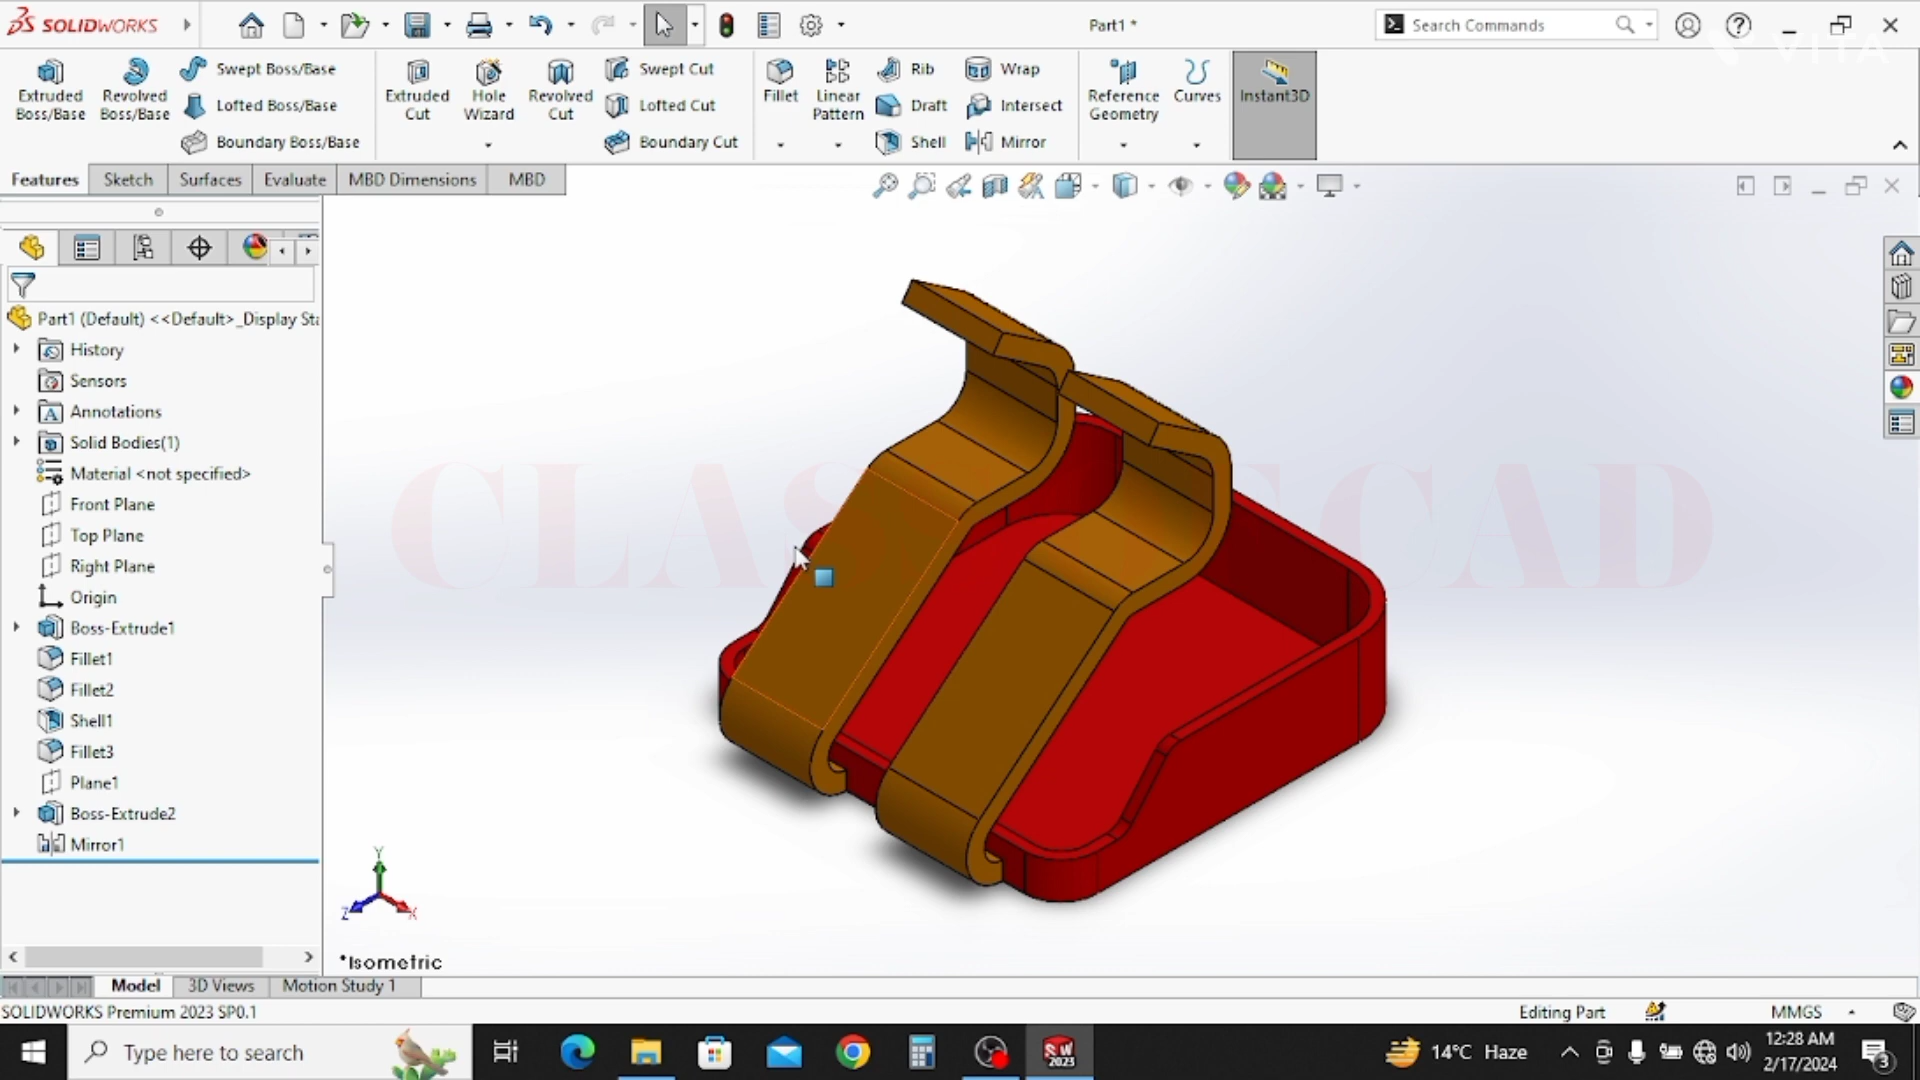 SOLIDWORKS
Part1 *
Search Commands
VITA
Extruded Boss/Base
Revolved Boss/Base
Swept Boss/Base
Lofted Boss/Base
Boundary Boss/Base
Extruded Cut
Hole Wizard
Revolved Cut
Swept Cut
Lofted Cut
Boundary Cut
Fillet
Linear Pattern
Rib
Draft
Shell
Wrap
Intersect
Mirror
Reference Geometry
Curves
Instant3D
Features
Sketch
Surfaces
Evaluate
MBD Dimensions
MBD
Part1 (Default) <<Default>_Display Sta
History
Sensors
A Annotations
Solid Bodies(1)
Material <not specified>
Front Plane
Top Plane
Right Plane
Origin
Boss-Extrude1
Fillet1
Fillet2
Shell1
Fillet3
Plane1
Boss-Extrude2
Mirror1
Y
Z
X
*Isometric
Model
3D Views
Motion Study 1
SOLIDWORKS Premium 2023 SP0.1
Editing Part
MMGS
Type here to search
SW 2023
14°C Haze
12:28 AM
2/17/2024
3